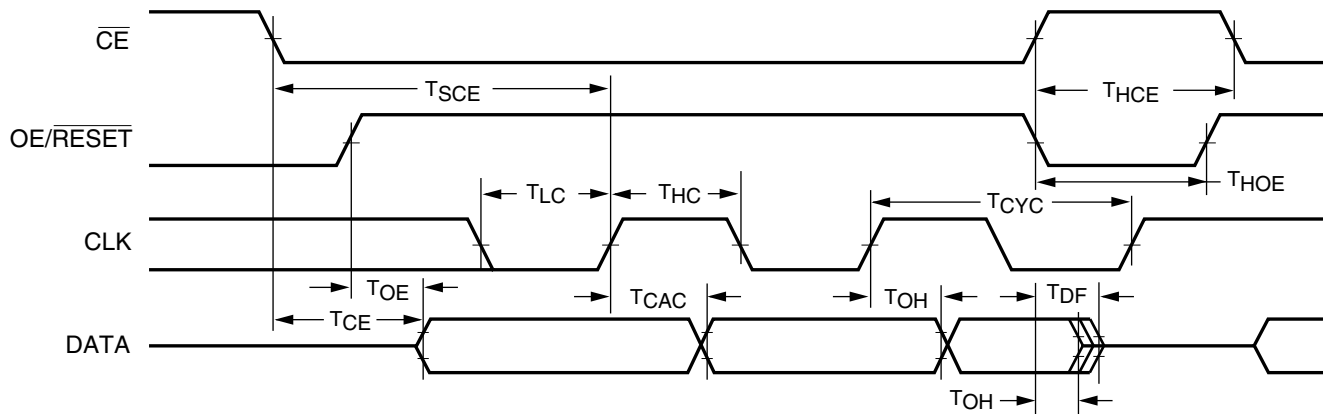 CE
TSCE
THCE
OE/RESET
TLC
THC
TCYC
THOE
CLK
TOE
TCAC
TOH
TDF
TCE
DATA
TOH